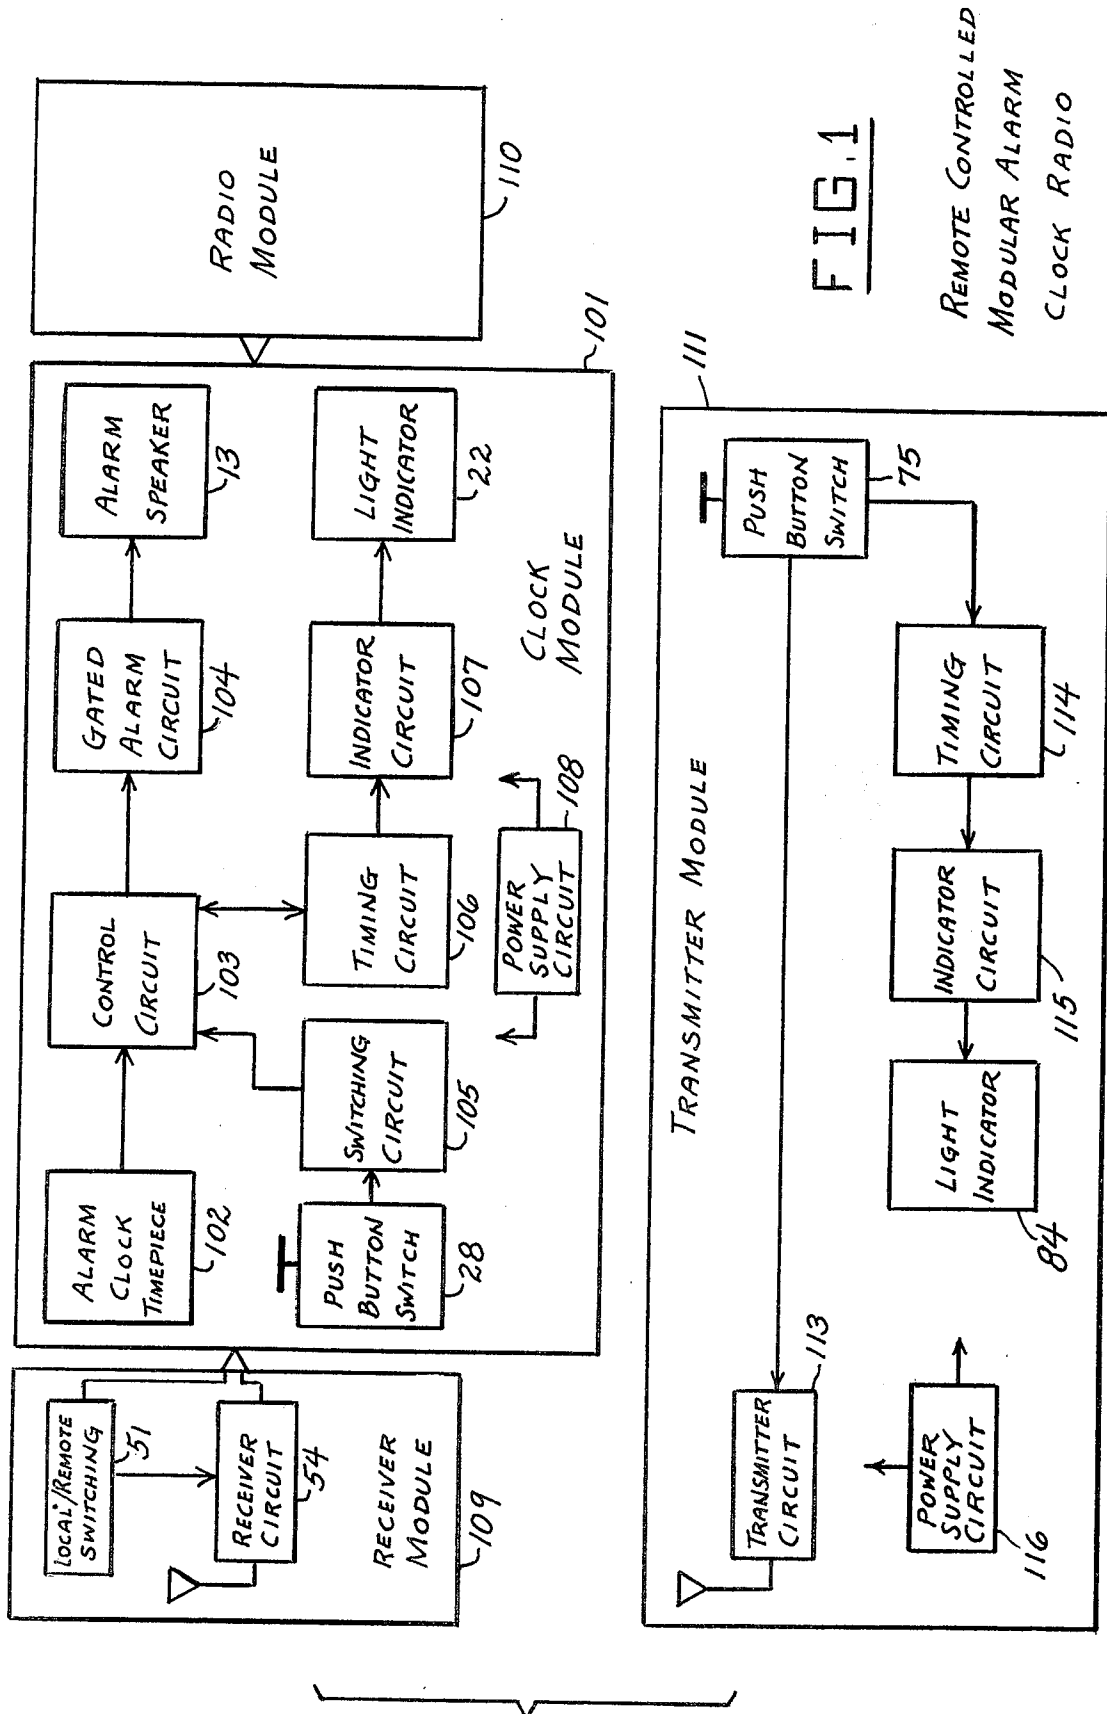 LOCAL/REMOTE
SWITCHING
51
RECEIVER
CIRCUIT
54
RECEIVER
MODULE
109
ALARM
CLOCK
TIMEPIECE
102
CONTROL
CIRCUIT
103
GATED
ALARM
CIRCUIT
104
ALARM
SPEAKER
13
PUSH
BUTTON
SWITCH
28
SWITCHING
CIRCUIT
105
TIMING
CIRCUIT
106
INDICATOR
CIRCUIT
107
LIGHT
INDICATOR
22
POWER
SUPPLY
CIRCUIT
108
CLOCK
MODULE
101
RADIO
MODULE
110
TRANSMITTER MODULE
111
TRANSMITTER
CIRCUIT
113
PUSH
BUTTON
SWITCH
75
POWER
SUPPLY
CIRCUIT
116
LIGHT
INDICATOR
84
INDICATOR
CIRCUIT
115
TIMING
CIRCUIT
114
FIG.1
REMOTE CONTROLLED
MODULAR ALARM
CLOCK RADIO